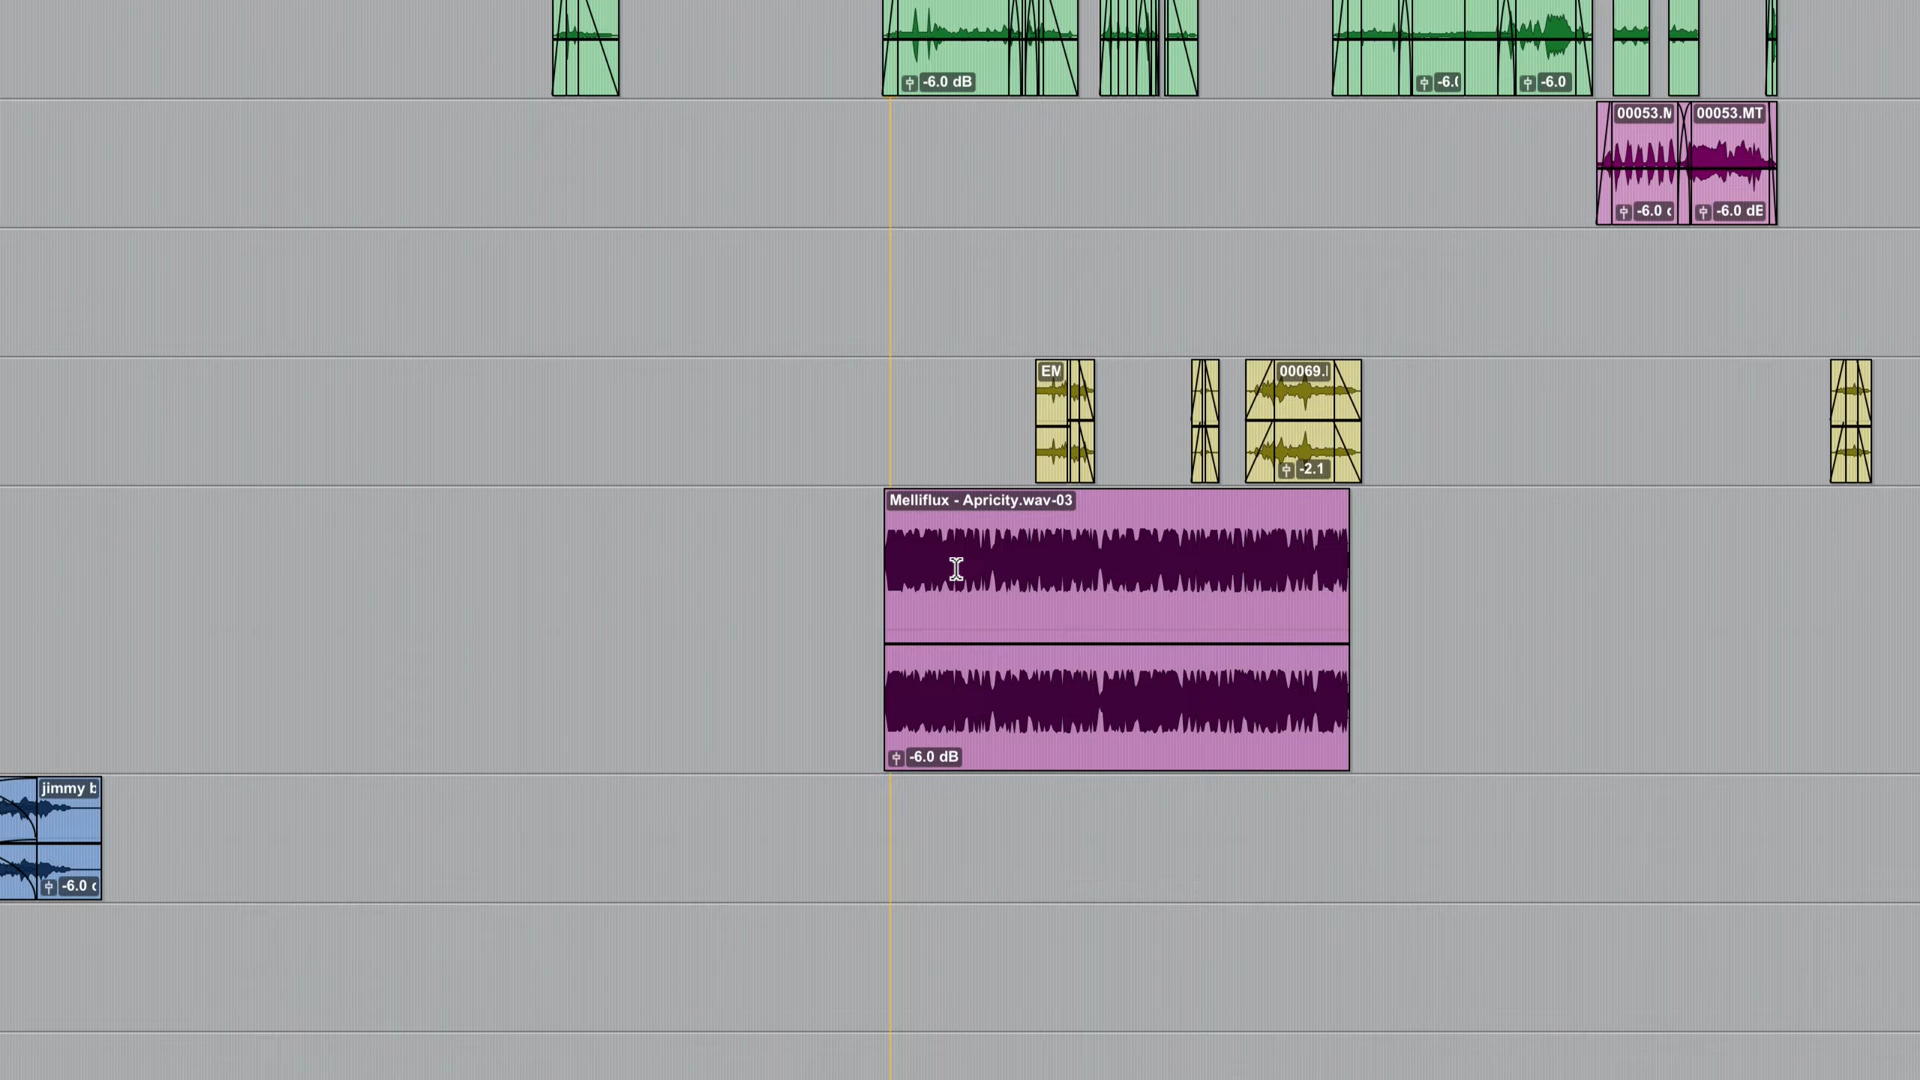 -6.0 dB
-6.0
00053.M
00053.MT
-6.0
-6.0 dE
EM
00069.
-2.1
Melliflux - Apricity.wav-03
-6.0 dB
jimmy b
-6.0